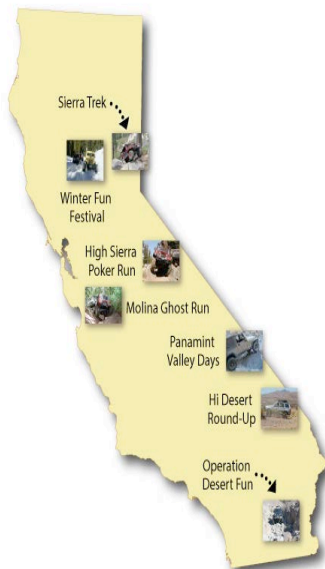 Sierra Trek
Winter Fun
Festival
High Sierra
Poker Run
Molina Ghost Run
Panamint
Valley Days
Hi Desert
Round-Up
Operation
Desert Fun